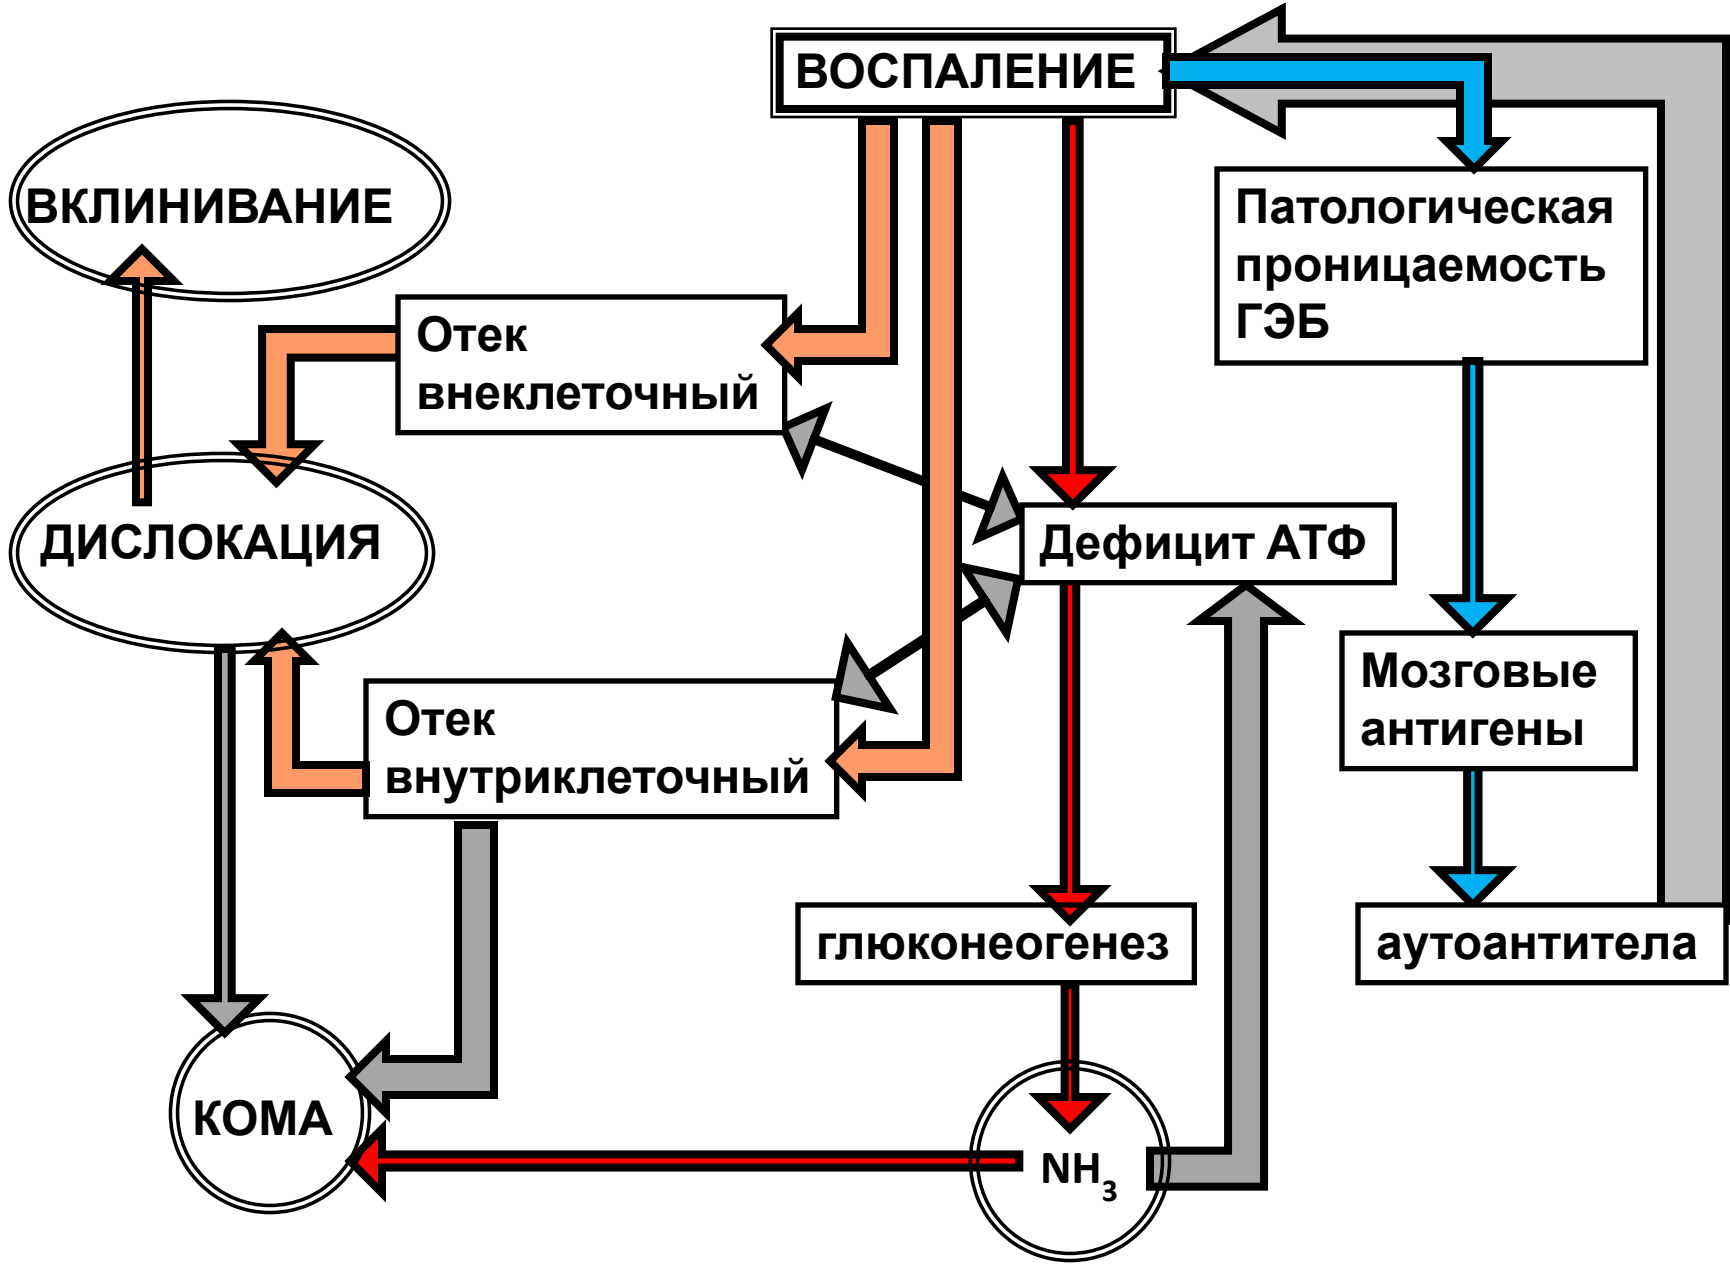 ВОСПАЛЕНИЕ
ВКЛИНИВАНИЕ
Патологическая
проницаемость
ГЭБ
Отек
внеклеточный
ДИСЛОКАЦИЯ
Дефицит АТФ
Мозговые
антигены
Отек
внутриклеточный
глюконеогенез
аутоантитела
КОМА
NH₃